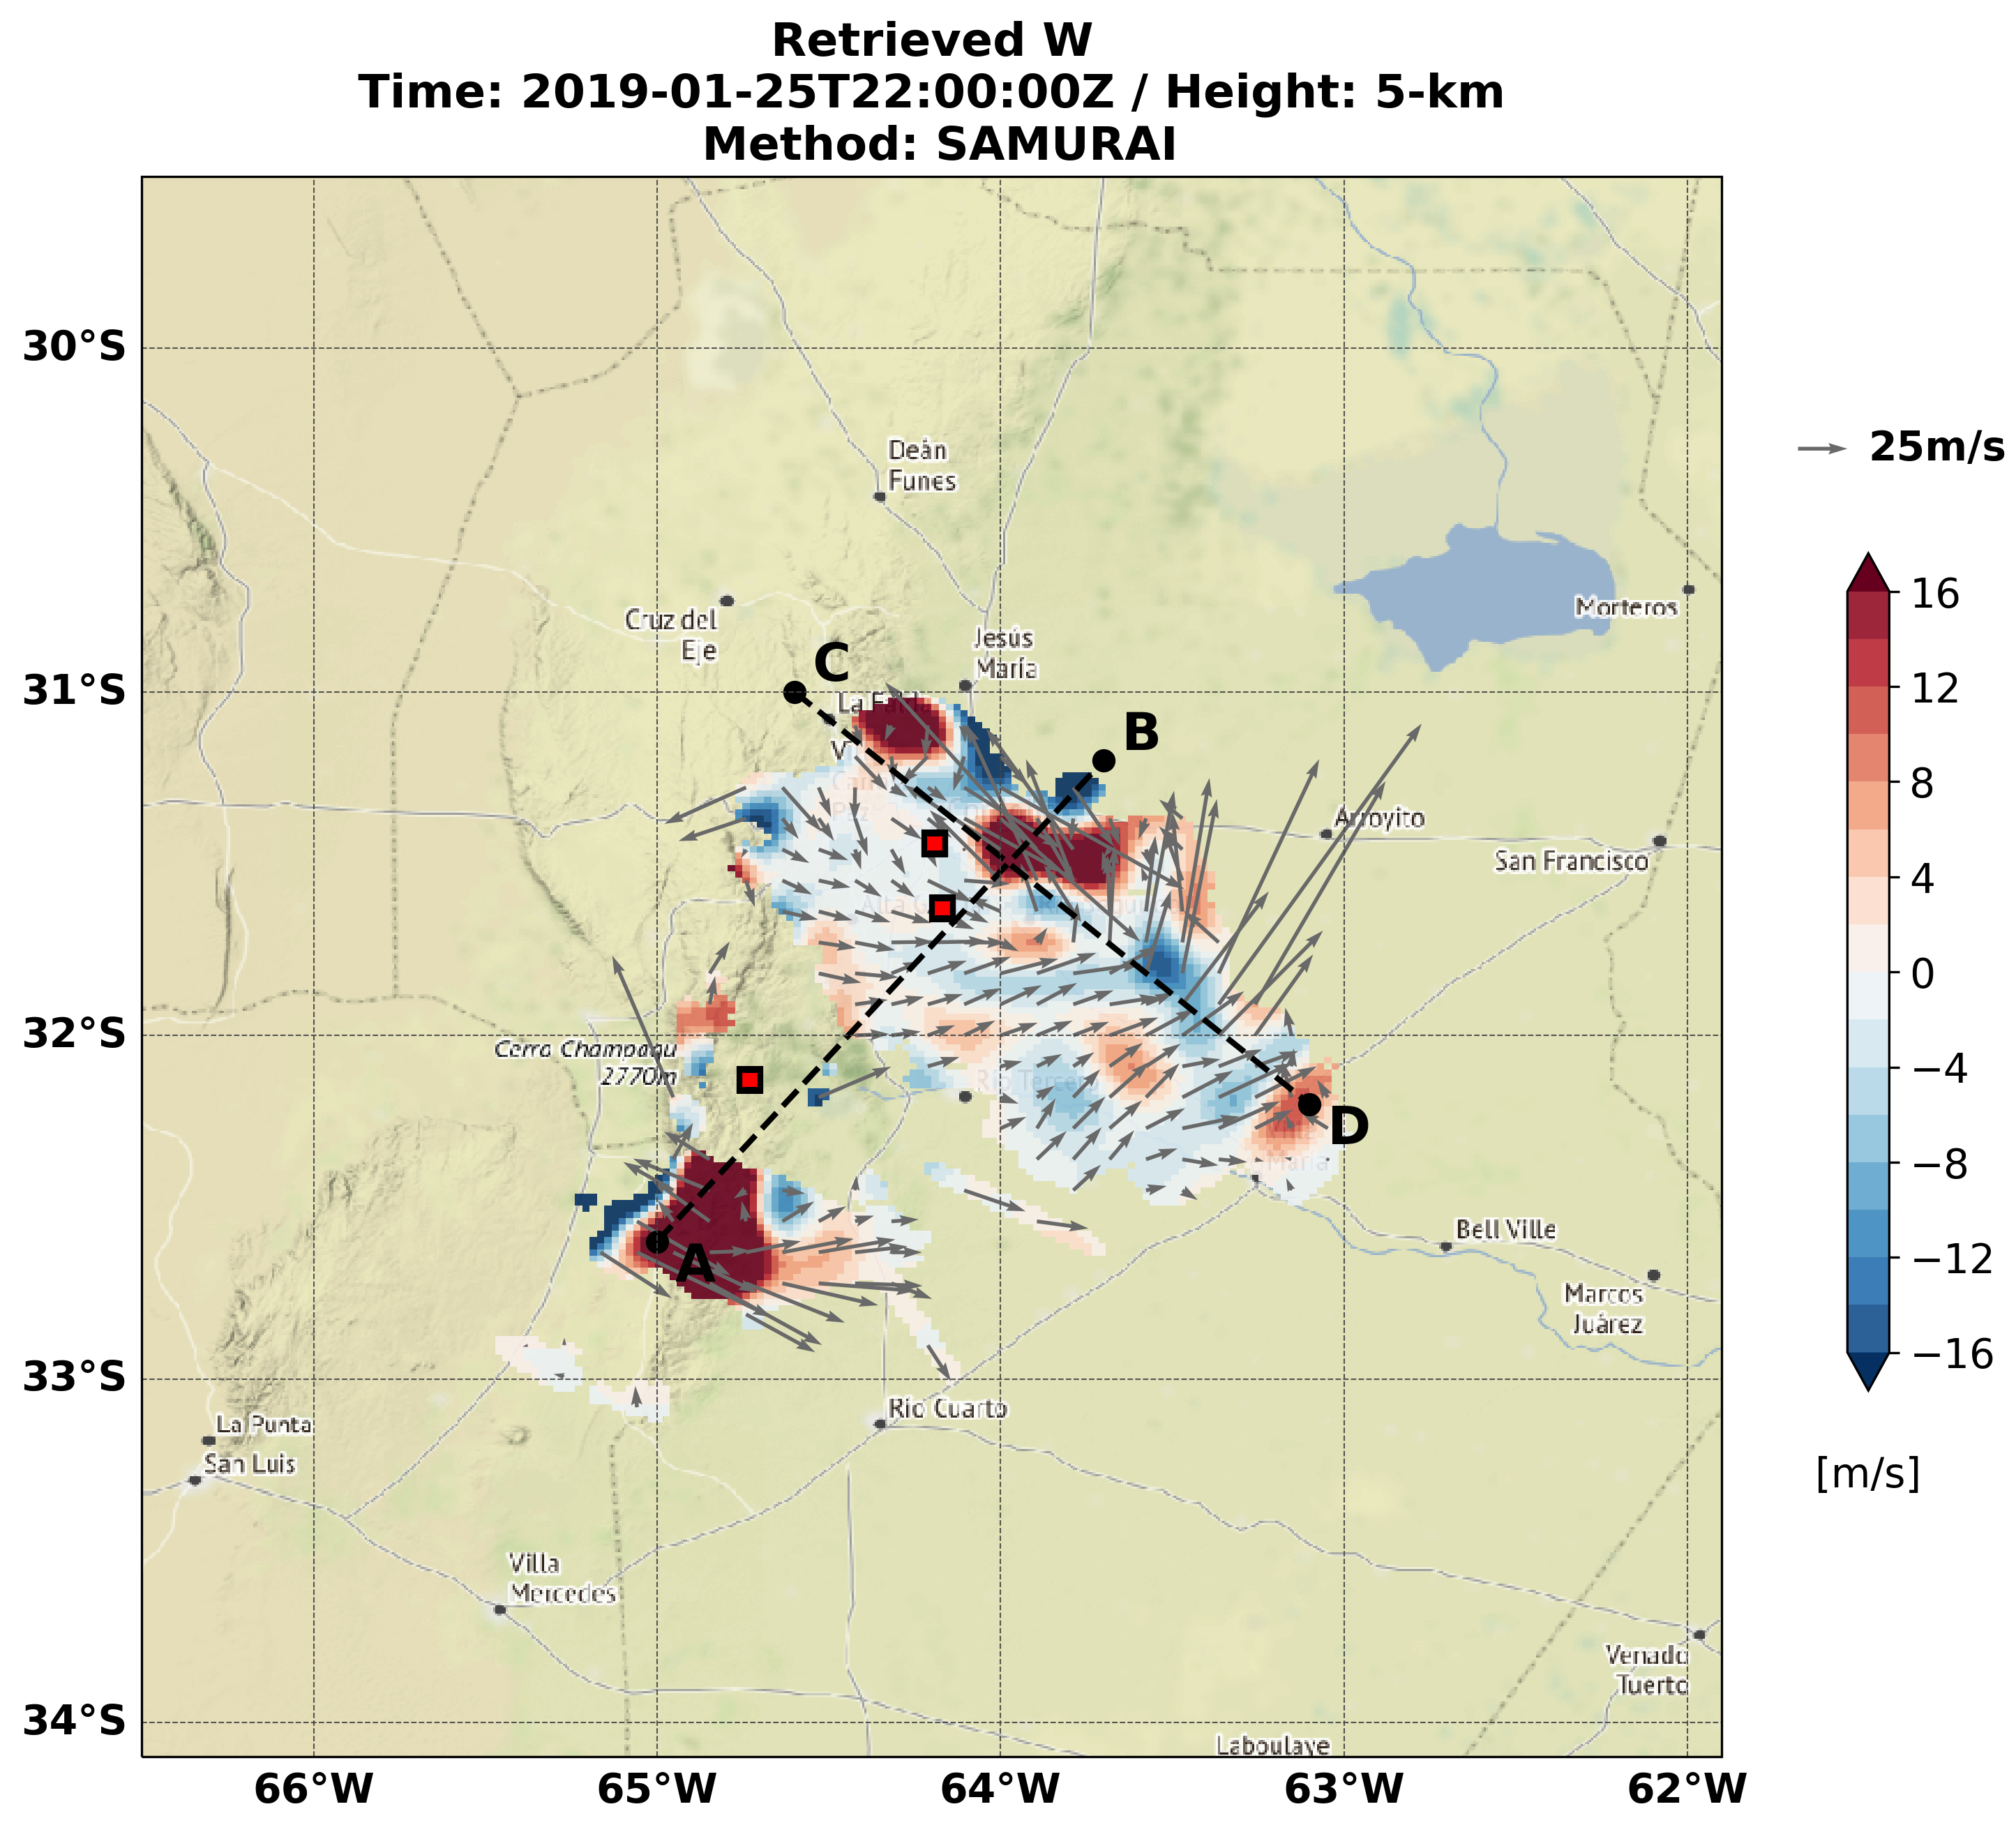 Retrieved W
Time: 2019-01-25T22:00:00Z / Height: 5-km
Method: SAMURAI
30°S
31°S
32°S
33°S
34°S
66°W
65°W
64°W
63°W
62°W
Deán
Funes
Cruz del
Eje
Jesús
María
Morteros
C
B
Arroyito
San Francisco
Cerro Champaquí
2770m
D
A
Bell Ville
Marcos
Juárez
Río Cuarto
La Punta
San Luis
Villa
Mercedes
Venado
Tuerto
Laboulaye
25m/s
16
12
8
4
0
−4
−8
−12
−16
[m/s]